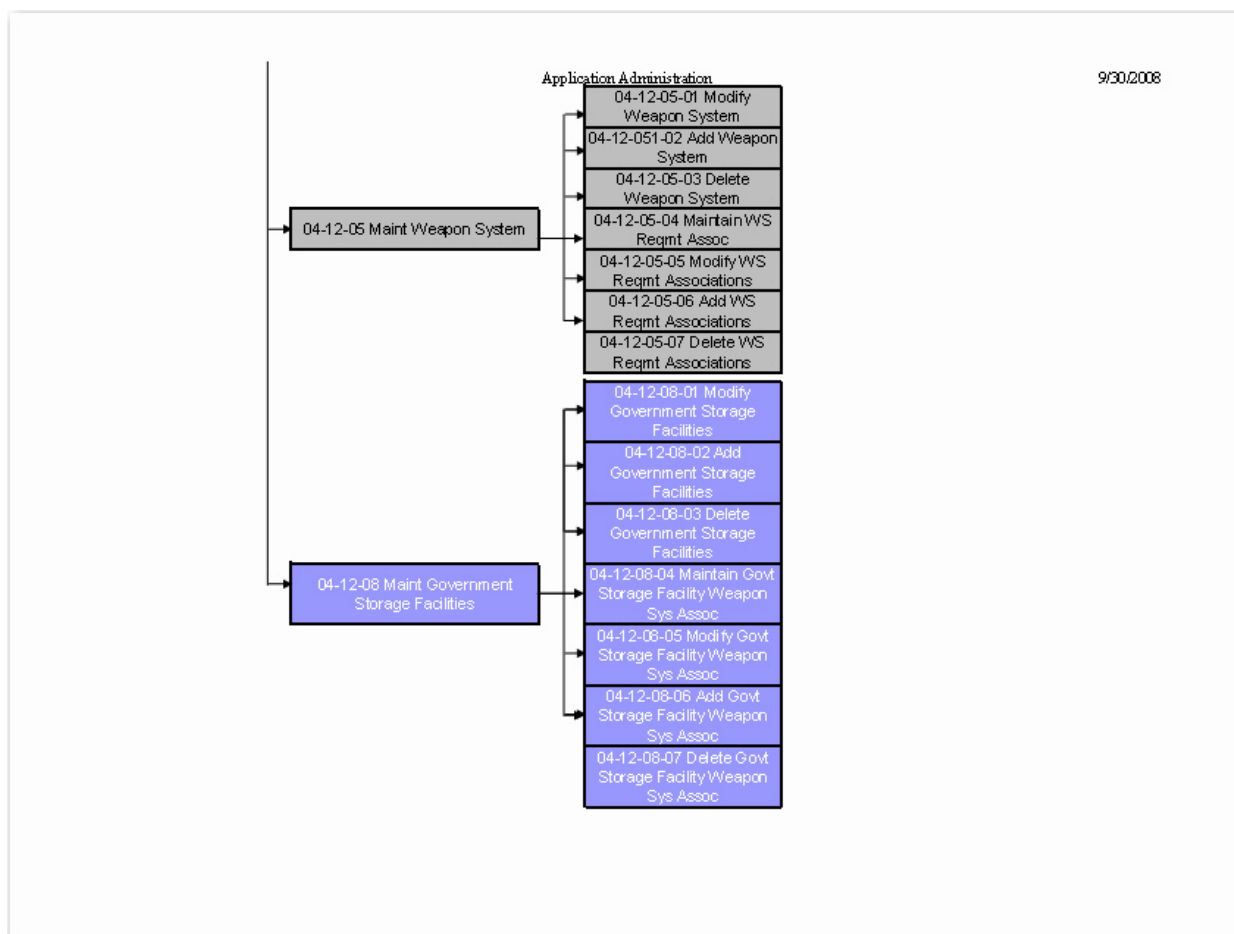 Application Administration
9/30/2008
04-12-05-01 Modify
Weapon System
04-12-051-02 Add Weapon
System
04-12-05-03 Delete
Weapon System
04-12-05 Maint Weapon System
04-12-05-04 Maintain WS
Reqmt Assoc
04-12-05-05 Modify WS
Reqmt Associations
04-12-05-06 Add WS
Reqmt Associations
04-12-05-07 Delete WS
Reqmt Associations
04-12-08-01 Modify
Government Storage
Facilities
04-12-08-02 Add
Government Storage
Facilities
04-12-08-03 Delete
Government Storage
Facilities
04-12-08 Maint Government
Storage Facilities
04-12-08-04 Maintain Govt
Storage Facility Weapon
Sys Assoc
04-12-08-05 Modify Govt
Storage Facility Weapon
Sys Assoc
04-12-08-06 Add Govt
Storage Facility Weapon
Sys Assoc
04-12-08-07 Delete Govt
Storage Facility Weapon
Sys Assoc